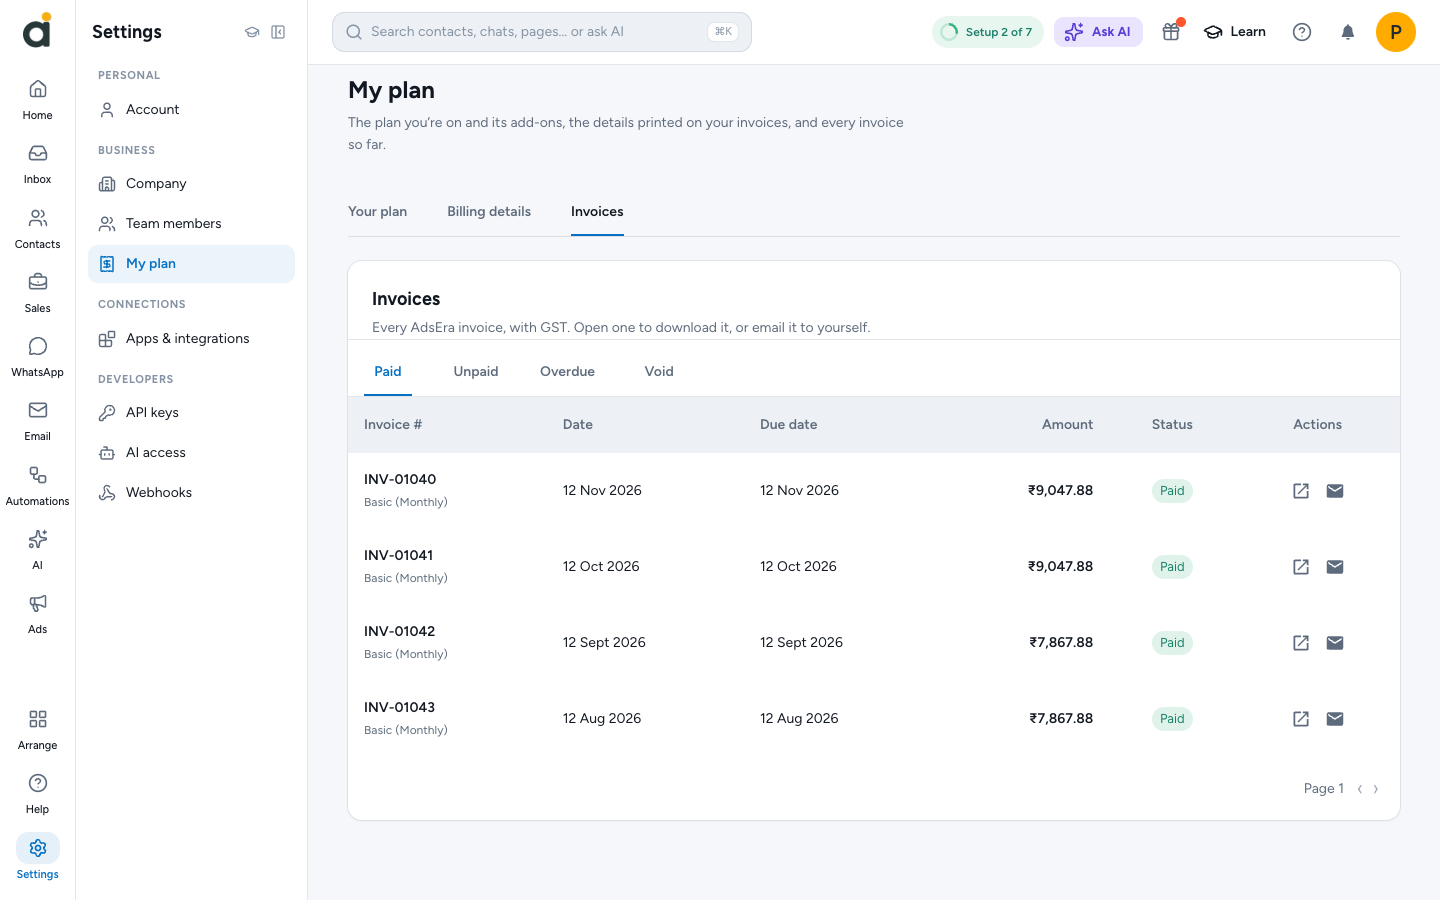 Settings
Search contacts, chats, pages... or ask AI
⌘K
Setup 2 of 7
Ask AI
Learn
P
Home
Inbox
Contacts
Sales
WhatsApp
Email
Automations
AI
Ads
Arrange
Help
Settings
PERSONAL
Account
BUSINESS
Company
Team members
My plan
CONNECTIONS
Apps & integrations
DEVELOPERS
API keys
AI access
Webhooks
My plan
The plan you're on and its add-ons, the details printed on your invoices, and every invoice
so far.
Your plan Billing details Invoices
Invoices
Every AdsEra invoice, with GST. Open one to download it, or email it to yourself.
Paid Unpaid Overdue Void
Invoice # Date Due date Amount Status Actions
INV-01040
Basic (Monthly)
12 Nov 2026 12 Nov 2026 ₹9,047.88 Paid
INV-01041
Basic (Monthly)
12 Oct 2026 12 Oct 2026 ₹9,047.88 Paid
INV-01042
Basic (Monthly)
12 Sept 2026 12 Sept 2026 ₹7,867.88 Paid
INV-01043
Basic (Monthly)
12 Aug 2026 12 Aug 2026 ₹7,867.88 Paid
Page 1